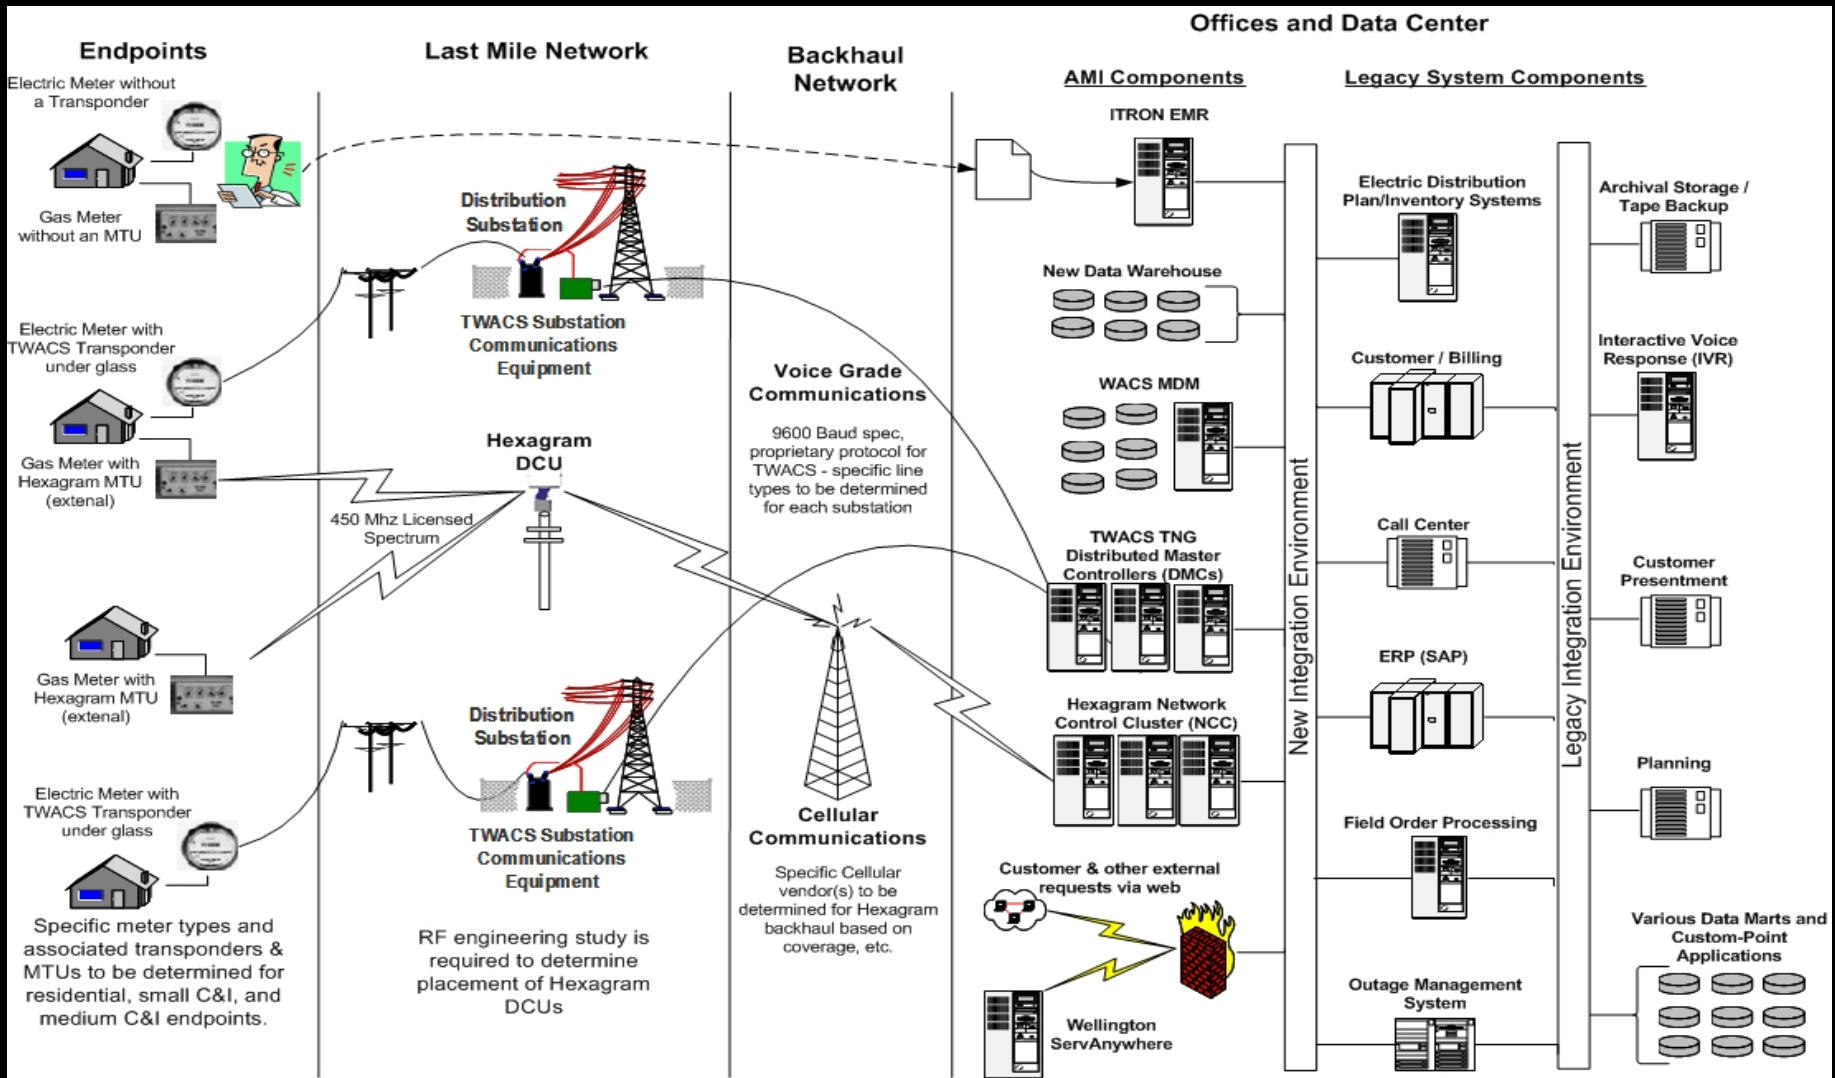 Offices and Data Center
Endpoints
Last Mile Network
Backhaul
Network
AMI Components
Legacy System Components
Electric Meter without
a Transponder
Gas Meter
without an MTU
Electric Meter with
TWACS Transponder
under glass
Gas Meter with
Hexagram MTU
(extenal)
Gas Meter with
Hexagram MTU
(extenal)
Electric Meter with
TWACS Transponder
under glass
Specific meter types and
associated transponders &
MTUs to be determined for
residential, small C&I, and
medium C&I endpoints.
Distribution
Substation
TWACS Substation
Communications
Equipment
Hexagram
DCU
450 Mhz Licensed
Spectrum
Distribution
Substation
TWACS Substation
Communications
Equipment
RF engineering study is
required to determine
placement of Hexagram
DCUs
Voice Grade
Communications
9600 Baud spec,
proprietary protocol for
TWACS - specific line
types to be determined
for each substation
Cellular
Communications
Specific Cellular
vendor(s) to be
determined for Hexagram
backhaul based on
coverage, etc.
ITRON EMR
New Data Warehouse
WACS MDM
TWACS TNG
Distributed Master
Controllers (DMCs)
Hexagram Network
Control Cluster (NCC)
Customer & other external
requests via web
Wellington
ServAnywhere
New Integration Environment
Electric Distribution
Plan/Inventory Systems
Customer / Billing
Call Center
ERP (SAP)
Field Order Processing
Outage Management
System
Legacy Integration Environment
Archival Storage /
Tape Backup
Interactive Voice
Response (IVR)
Customer
Presentment
Planning
Various Data Marts and
Custom-Point
Applications